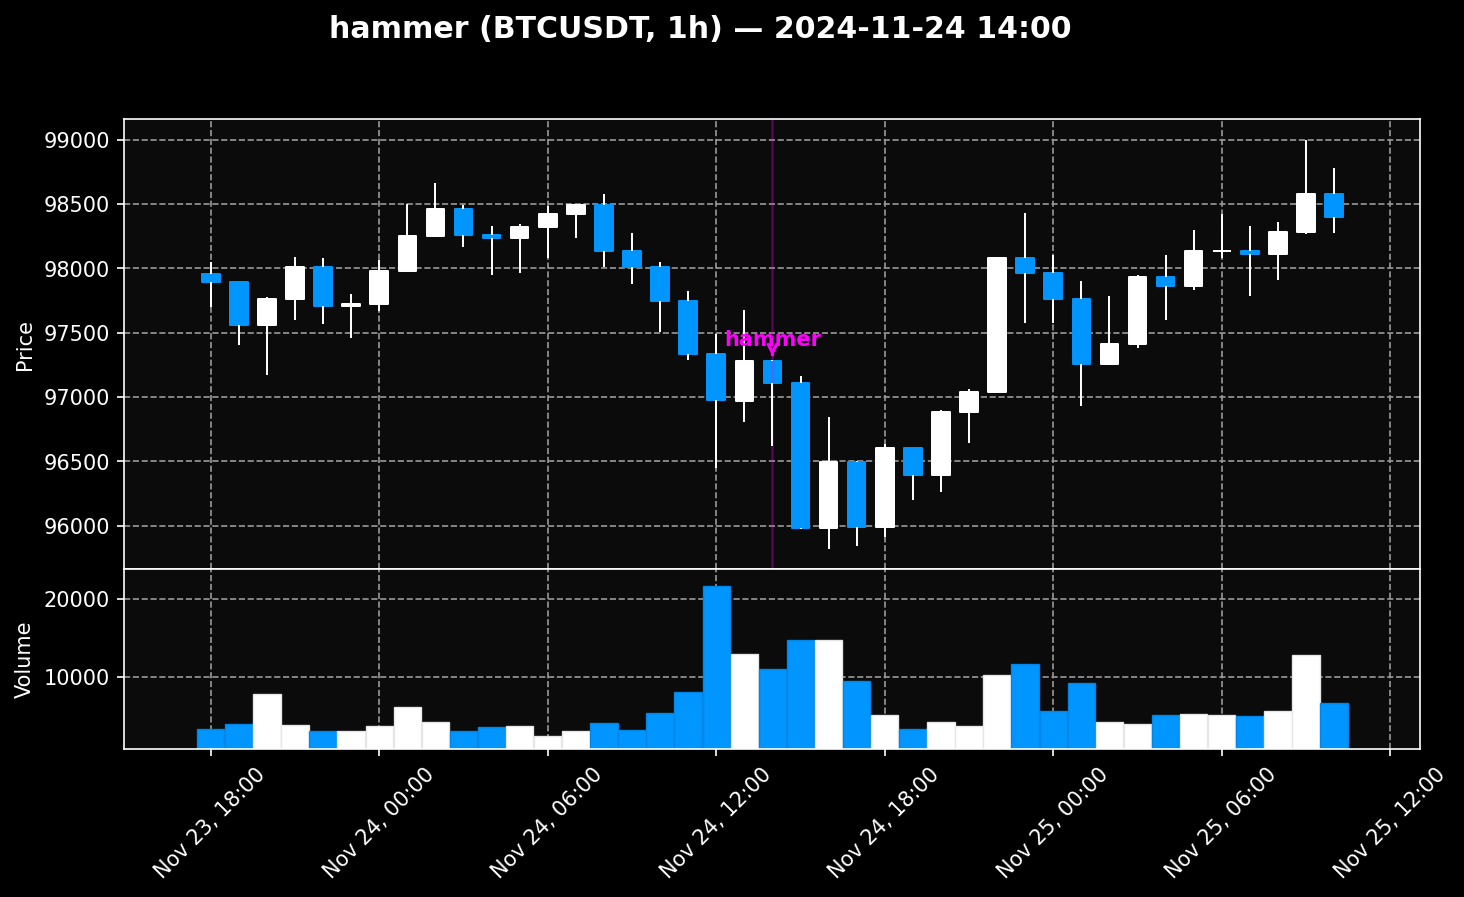 hammer (BTCUSDT, 1h) — 2024-11-24 14:00
99000
98500
98000
97500
97000
96500
96000
Price
hammer
20000
10000
Volume
Nov 23, 18:00
Nov 24, 00:00
Nov 24, 06:00
Nov 24, 12:00
Nov 24, 18:00
Nov 25, 00:00
Nov 25, 06:00
Nov 25, 12:00